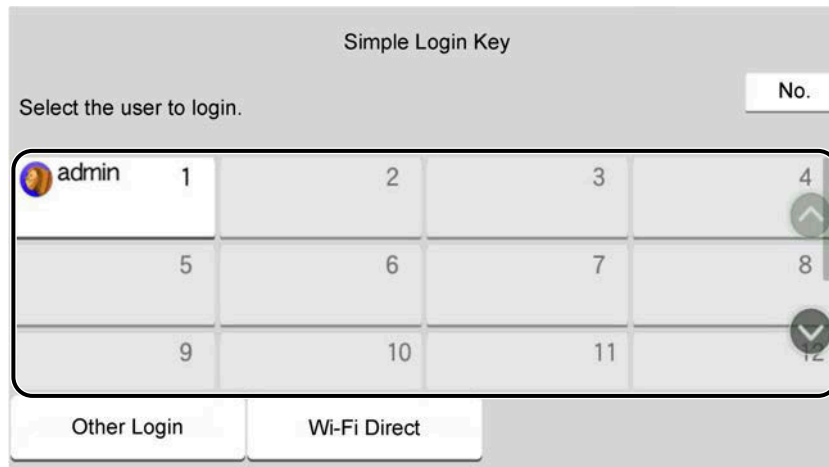 Simple Login Key
No.
Select the user to login.
admin 1 2 3 4
5 6 7 8
9 10 11 12
Other Login Wi-Fi Direct